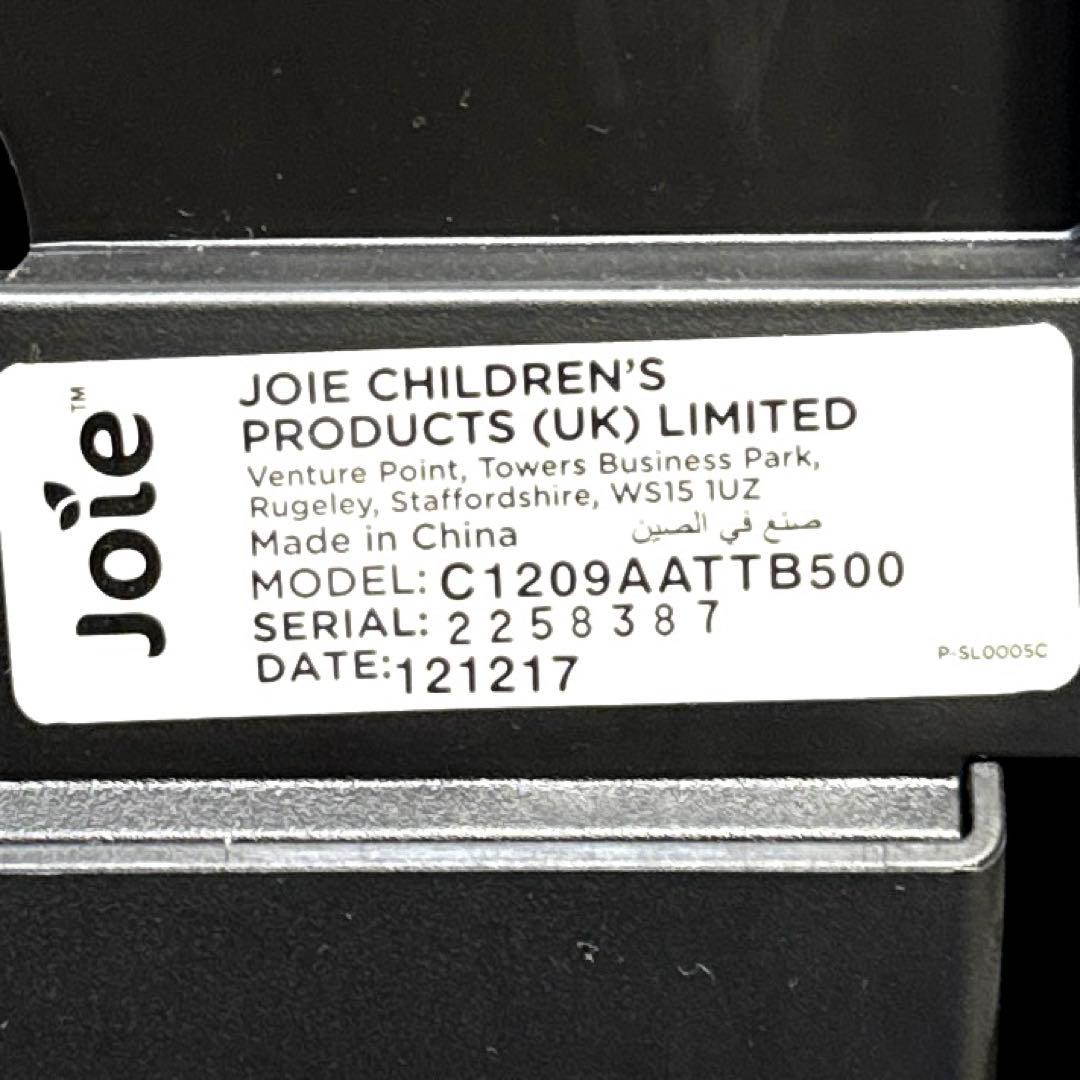 Joie™
JOIE CHILDREN'S
PRODUCTS (UK) LIMITED
Venture Point, Towers Business Park,
Rugeley, Staffordshire, WS15 1UZ
Made in China صنع في الصين
MODEL: C1209AATTB500
SERIAL: 2258387
DATE: 121217
P-SL0005C